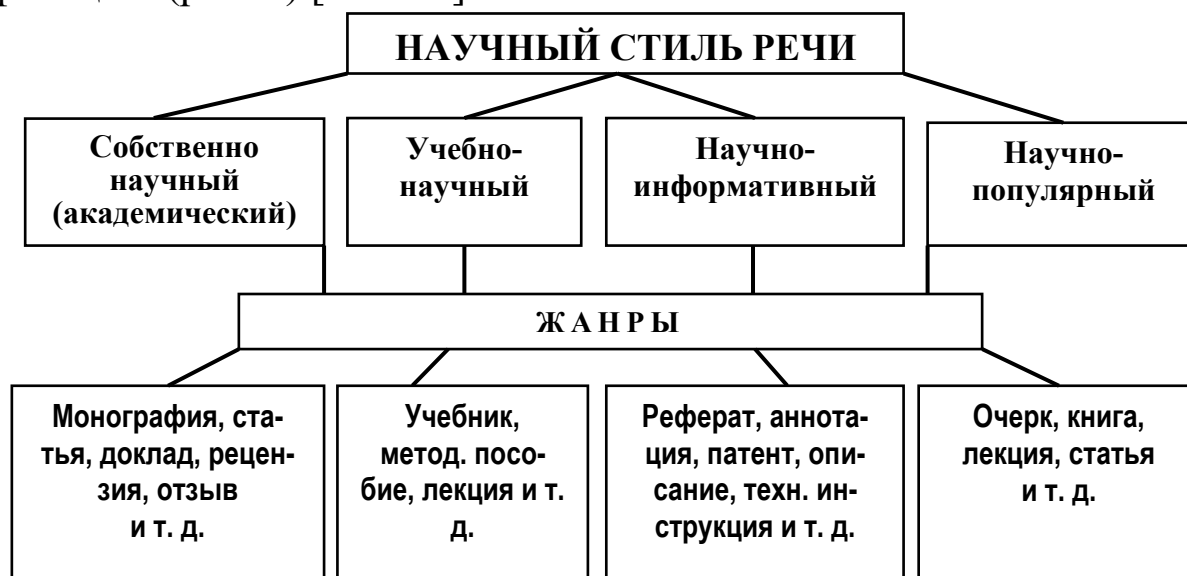 НАУЧНЫЙ СТИЛЬ РЕЧИ
Собственно
научный
(академический)
Учебно-
научный
Научно-
информативный
Научно-
популярный
Ж А Н Р Ы
Монография, ста-
тья, доклад, рецен-
зия, отзыв
и т. д.
Учебник,
метод. посо-
бие, лекция и т.
д.
Реферат, аннота-
ция, патент, опи-
сание, техн. ин-
струкция и т. д.
Очерк, книга,
лекция, статья
и т. д.